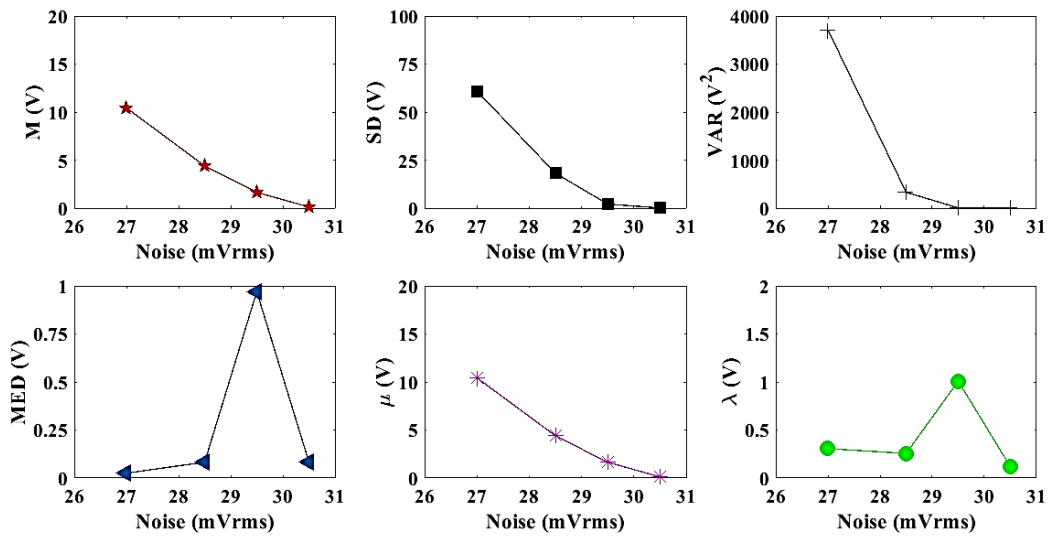 20
15
10
5
0
M (V)
26 27 28 29 30 31
Noise (mVrms)
100
75
50
25
0
SD (V)
26 27 28 29 30 31
Noise (mVrms)
4000
3000
2000
1000
0
VAR (V²)
26 27 28 29 30 31
Noise (mVrms)
1
0.75
0.5
0.25
0
MED (V)
26 27 28 29 30 31
Noise (mVrms)
20
15
10
5
0
μ (V)
26 27 28 29 30 31
Noise (mVrms)
2
1.5
1
0.5
0
λ (V)
26 27 28 29 30 31
Noise (mVrms)